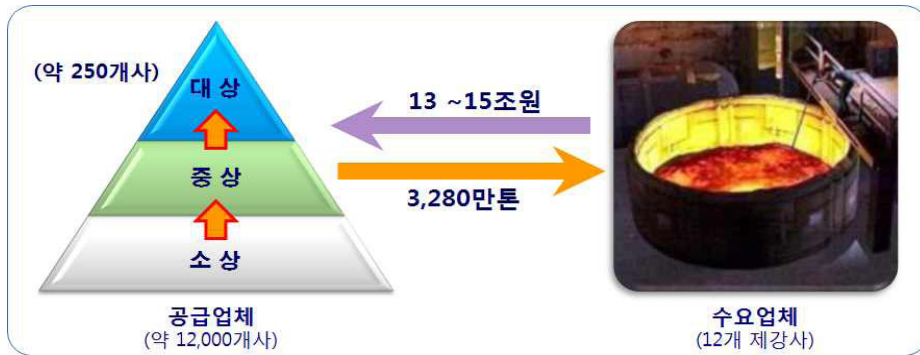 (약 250개사)
대 상
중 상
소 상
13 ~15조원
3,280만톤
공급업체
(약 12,000개사)
수요업체
(12개 제강사)